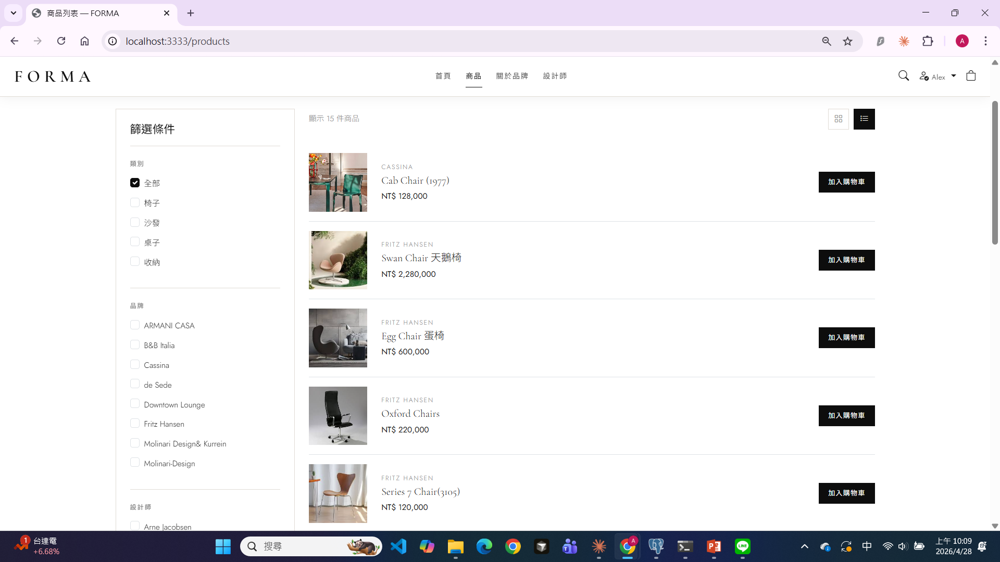 商品列表 — FORMA
localhost:3333/products
A
FORMA
首頁
商品
關於品牌
設計師
Alex
篩選條件
類別
全部
椅子
沙發
桌子
收納
品牌
ARMANI CASA
B&B Italia
Cassina
de Sede
Downtown Lounge
Fritz Hansen
Molinari Design& Kurrein
Molinari-Design
設計師
Arne Jacobsen
顯示 15 件商品
CASSINA
Cab Chair (1977)
NT$ 128,000
加入購物車
FRITZ HANSEN
Swan Chair 天鵝椅
NT$ 2,280,000
加入購物車
FRITZ HANSEN
Egg Chair 蛋椅
NT$ 600,000
加入購物車
FRITZ HANSEN
Oxford Chairs
NT$ 220,000
加入購物車
FRITZ HANSEN
Series 7 Chair(3105)
NT$ 120,000
加入購物車
1
台達電
+6.68%
搜尋
A
LINE
中
上午 10:09
2026/4/28